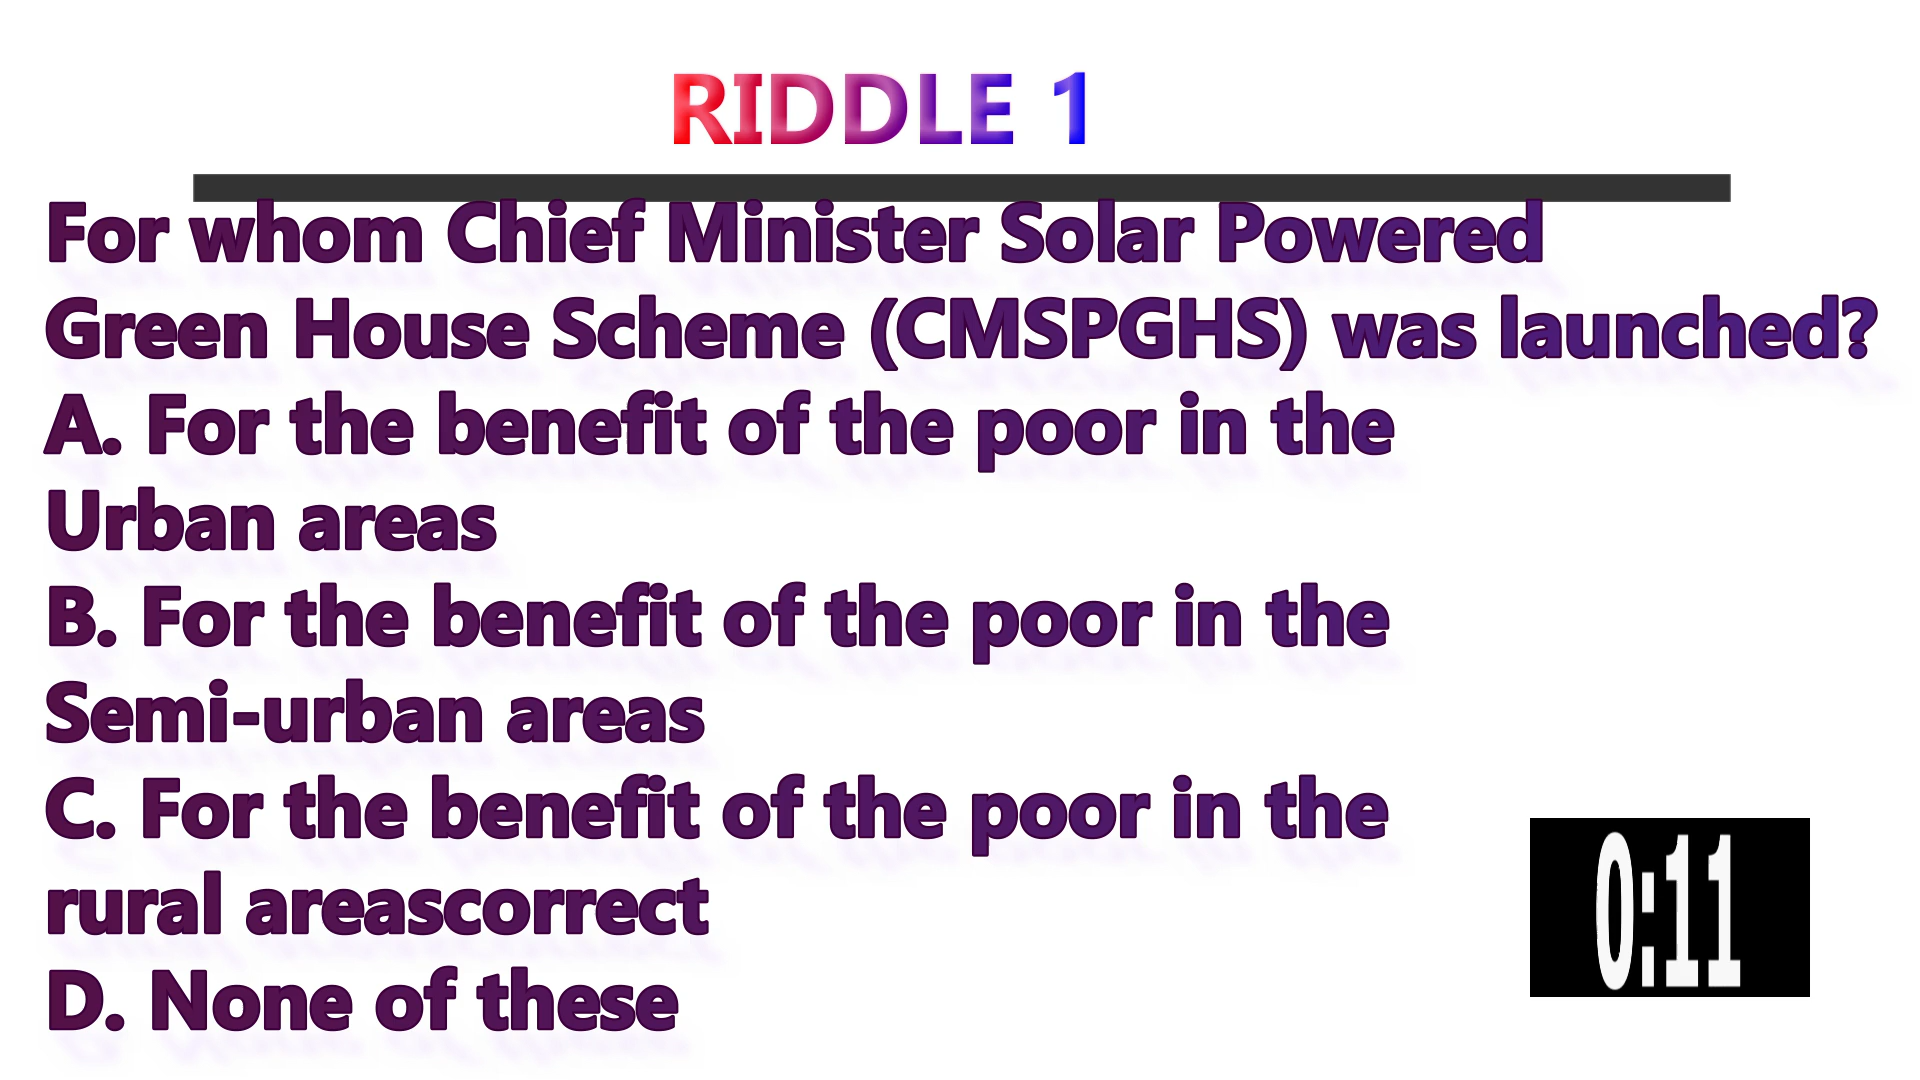 RIDDLE 1
For whom Chief Minister Solar Powered
Green House Scheme (CMSPGHS) was launched?
A. For the benefit of the poor in the
Urban areas
B. For the benefit of the poor in the
Semi-urban areas
C. For the benefit of the poor in the
rural areascorrect
D. None of these
0:11